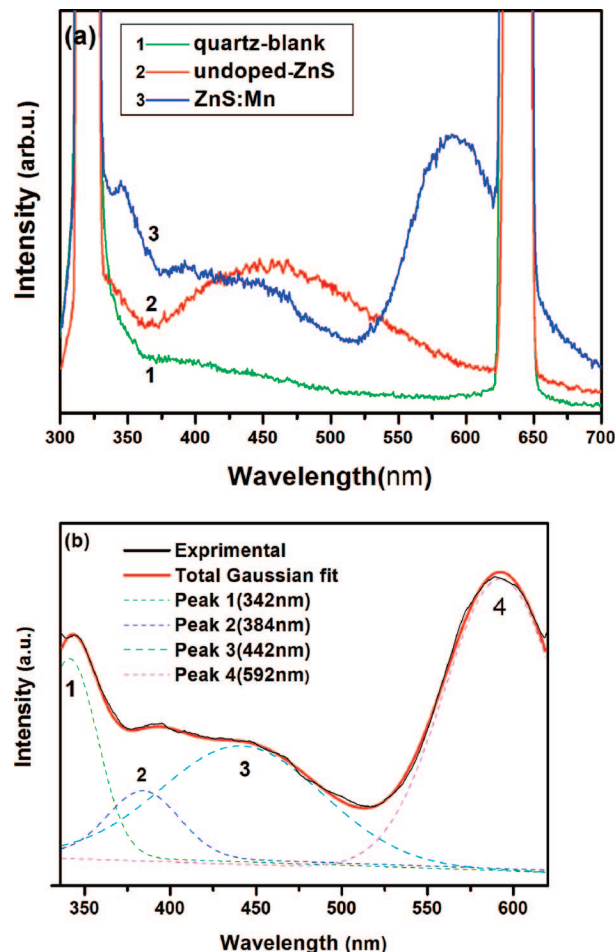 (a)
1 quartz-blank
2 undoped-ZnS
3 ZnS:Mn
Intensity (arb.u.)
3
2
1
300 350 400 450 500 550 600 650 700
Wavelength(nm)
(b)
Exprimental
Total Gaussian fit
Peak 1(342nm)
Peak 2(384nm)
Peak 3(442nm)
Peak 4(592nm)
Intensity (a.u.)
1
2
3
4
350 400 450 500 550 600
Wavelength (nm)